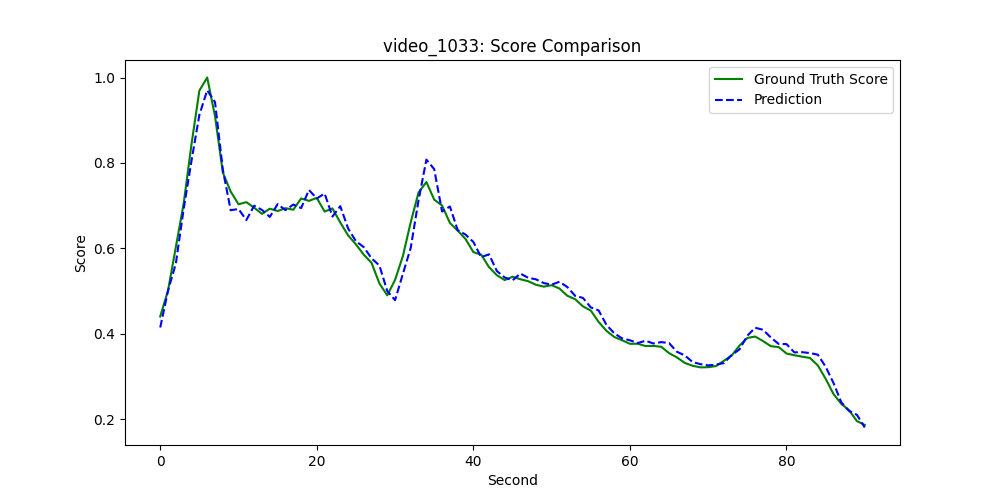 video_1033: Score Comparison
Ground Truth Score
Prediction
Score
1.0
0.8
0.6
0.4
0.2
0 20 40 60 80
Second